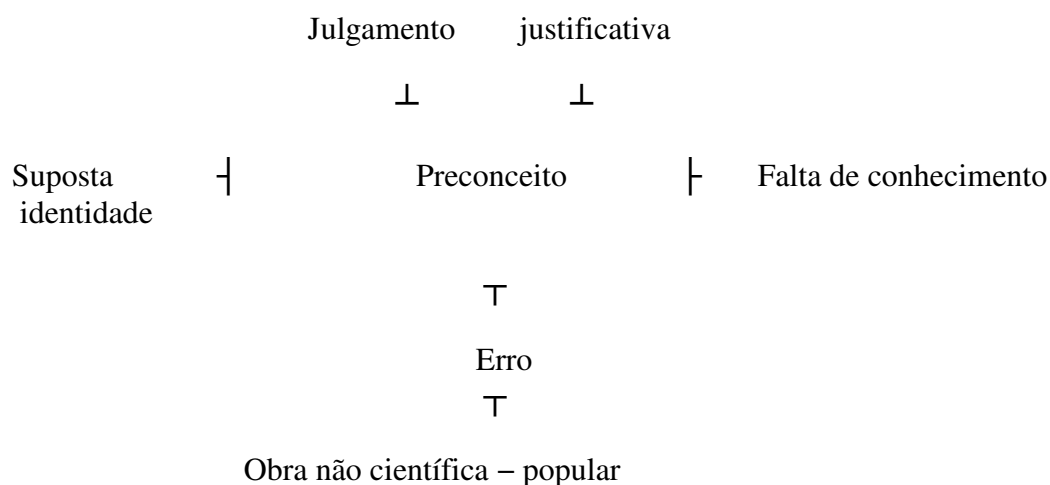 Julgamento justificativa
┴ ┴
Suposta ┤ Preconceito ├ Falta de conhecimento
identidade
┬
Erro
┬
Obra não científica – popular